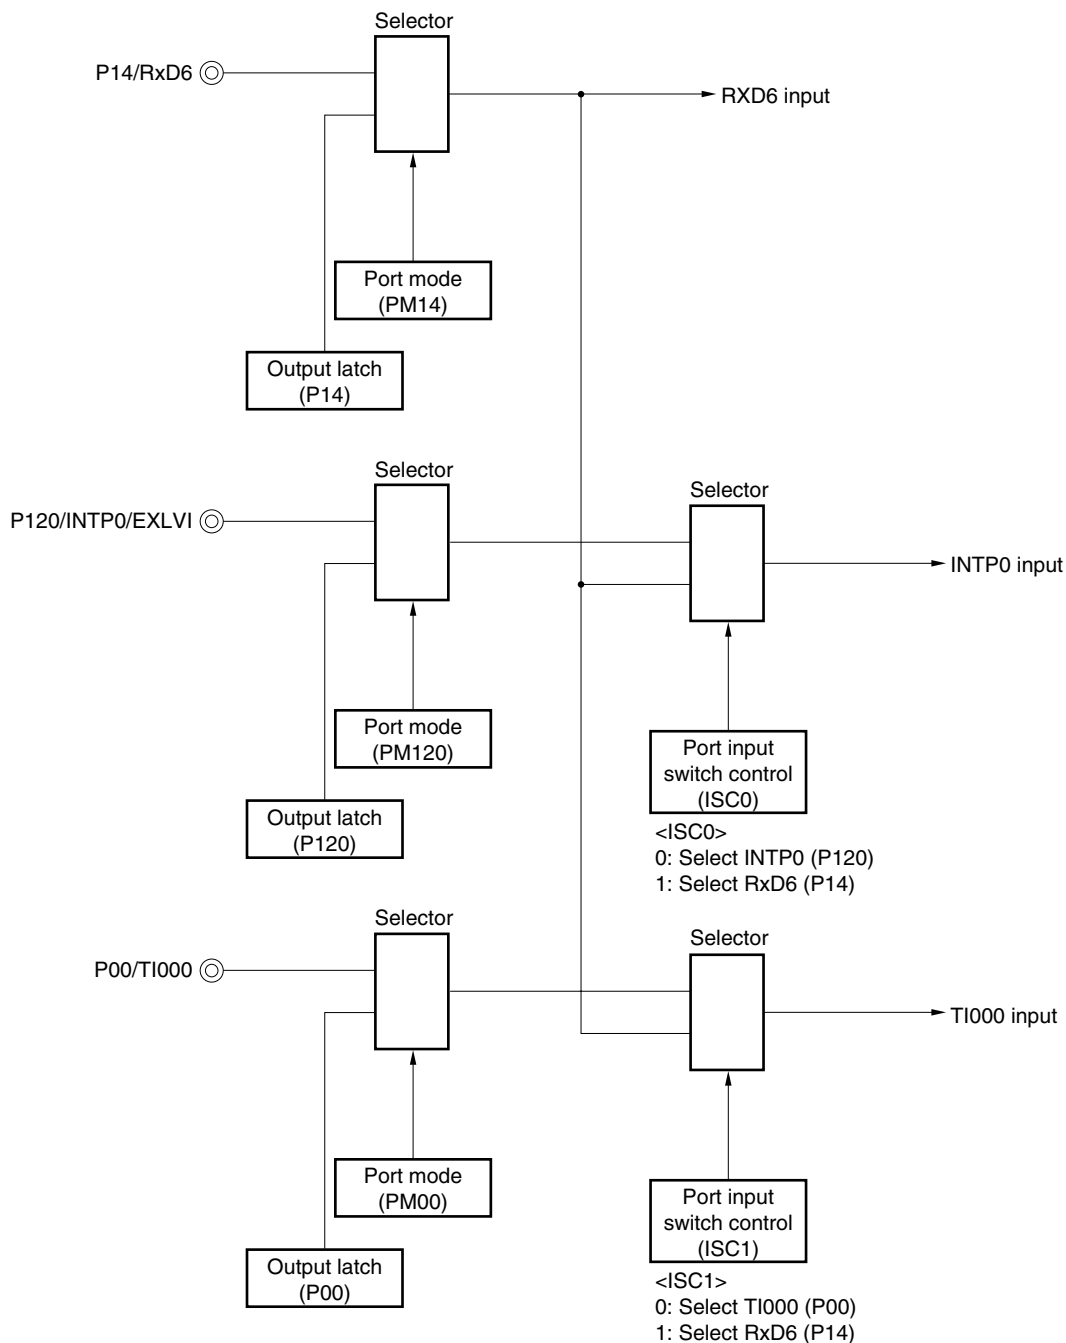 Selector
P14/RxD6
RXD6 input
Port mode
(PM14)
Output latch
(P14)
Selector
Selector
P120/INTP0/EXLVI
INTP0 input
Port mode
(PM120)
Port input
switch control
(ISC0)
Output latch
(P120)
<ISC0>
0: Select INTP0 (P120)
1: Select RxD6 (P14)
Selector
Selector
P00/TI000
TI000 input
Port mode
(PM00)
Port input
switch control
(ISC1)
Output latch
(P00)
<ISC1>
0: Select TI000 (P00)
1: Select RxD6 (P14)